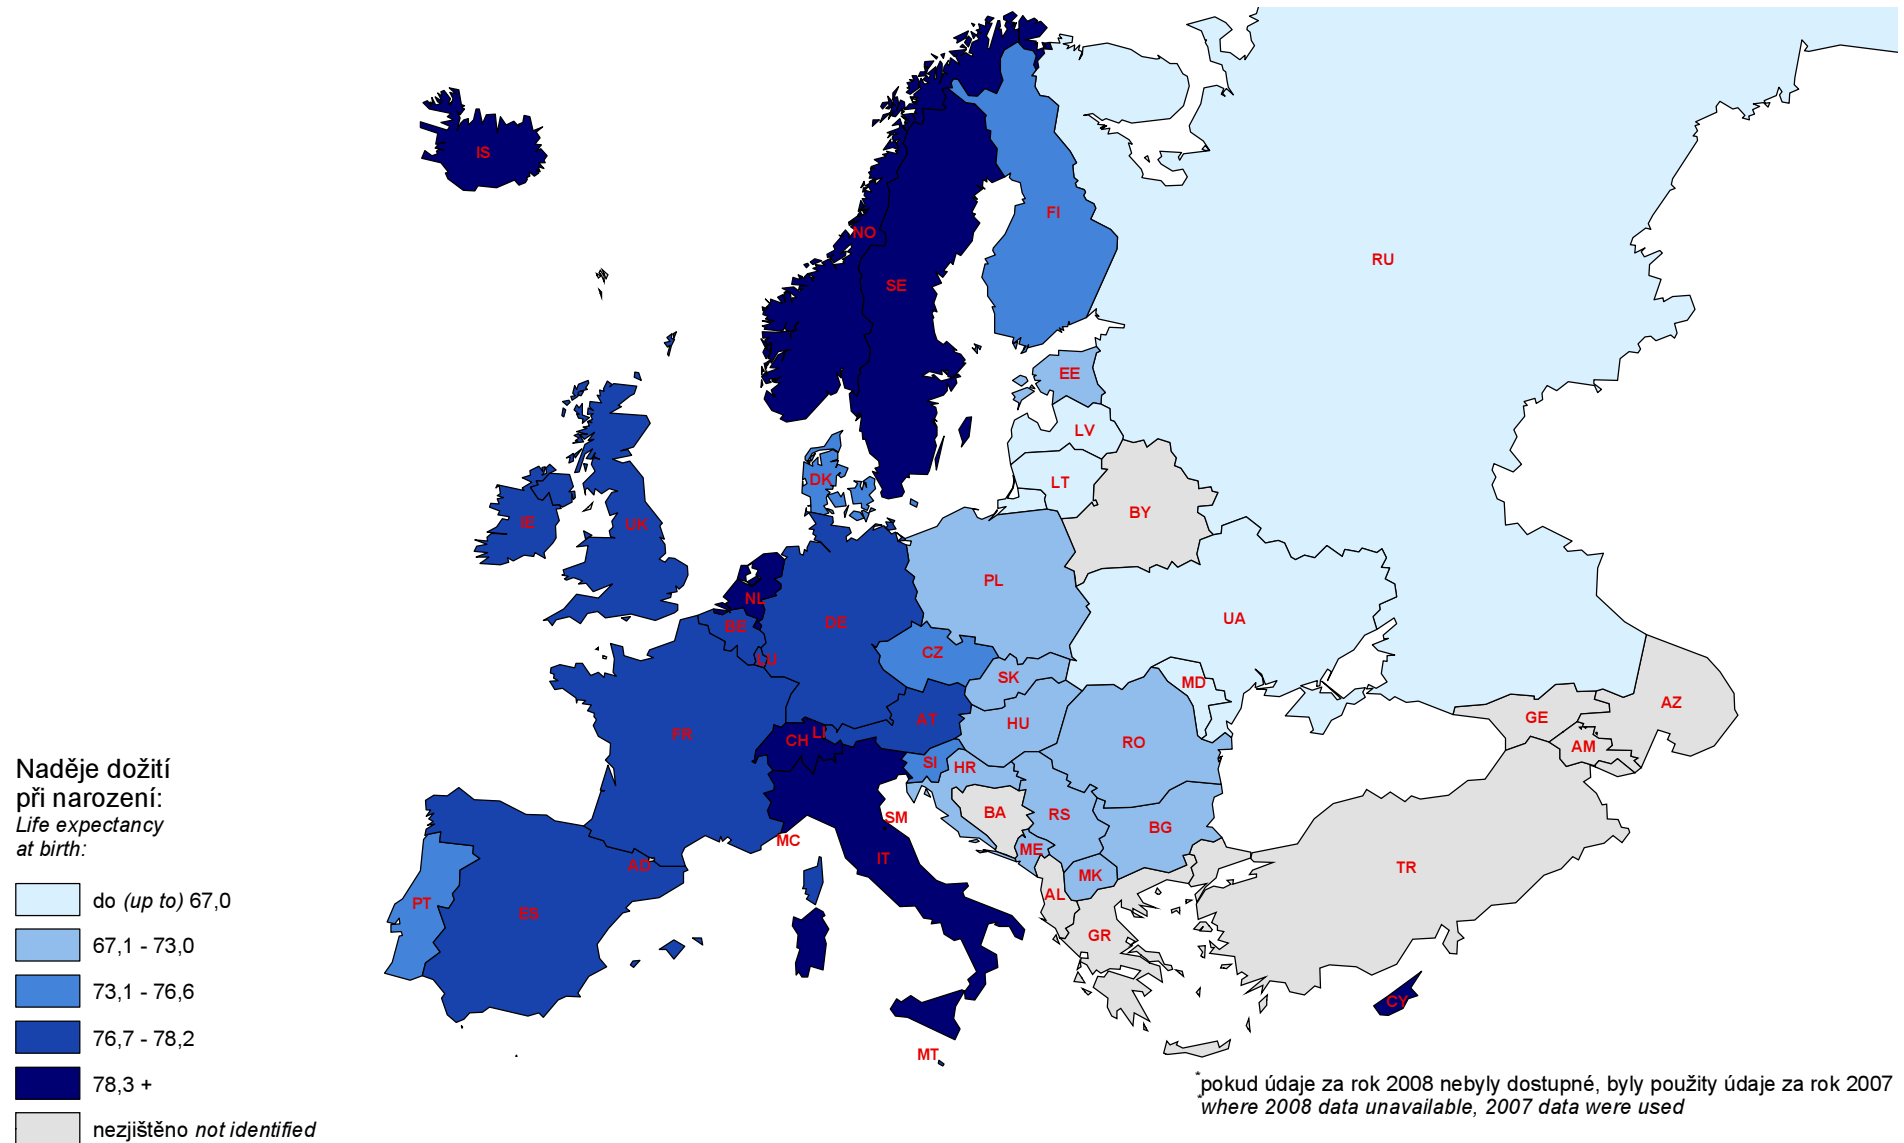 IS
NO
FI
SE
RU
EE
LV
DK
LT
BY
IE
UK
PL
NL
BE
DE
UA
LU
CZ
SK
MD
AZ
FR
CH
LI
AT
HU
RO
GE
AM
SI
HR
BA
RS
BG
SM
MC
IT
ME
MK
AL
TR
AD
PT
ES
GR
CY
MT
Naděje dožití
při narození:
Life expectancy
at birth:
do (up to) 67,0
67,1 - 73,0
73,1 - 76,6
76,7 - 78,2
78,3 +
nezjištěno not identified
*pokud údaje za rok 2008 nebyly dostupné, byly použity údaje za rok 2007
*where 2008 data unavailable, 2007 data were used